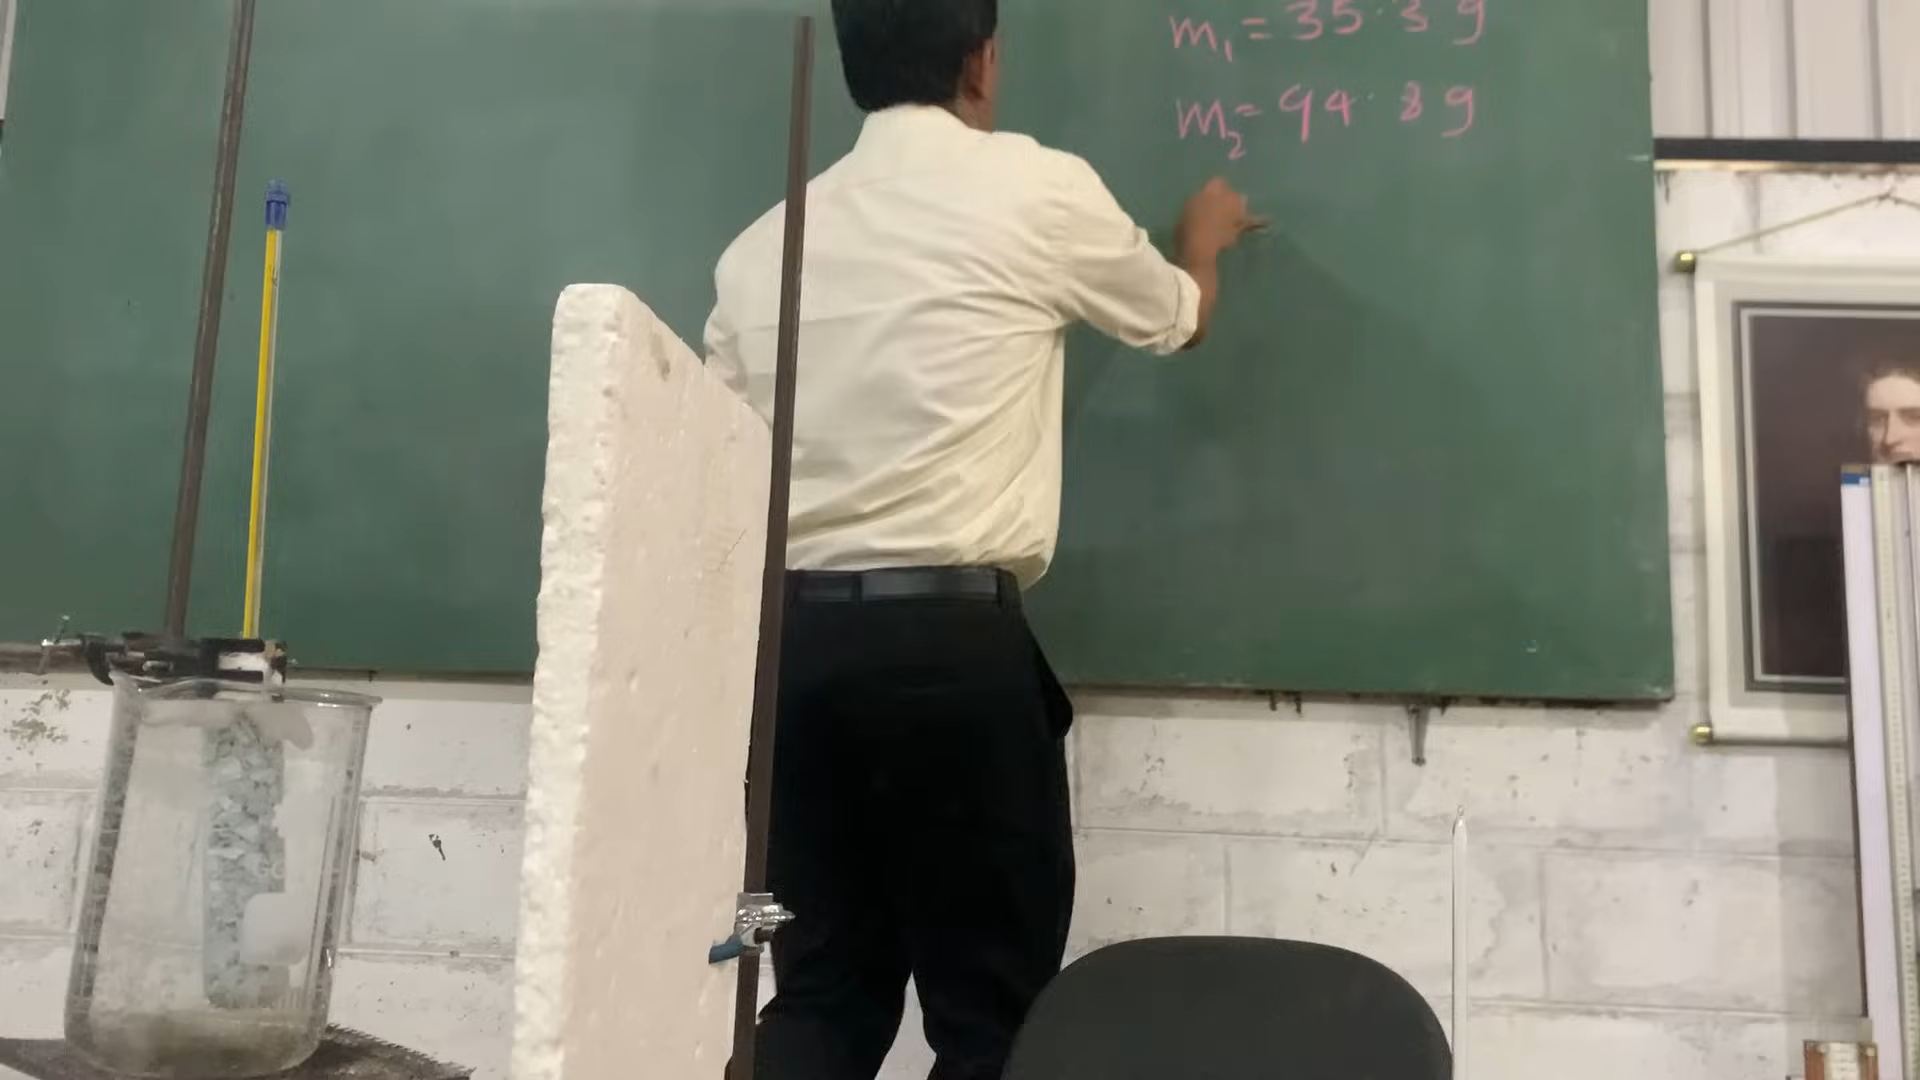 m₁ = 35.3 g
m₂ = 94.8 g